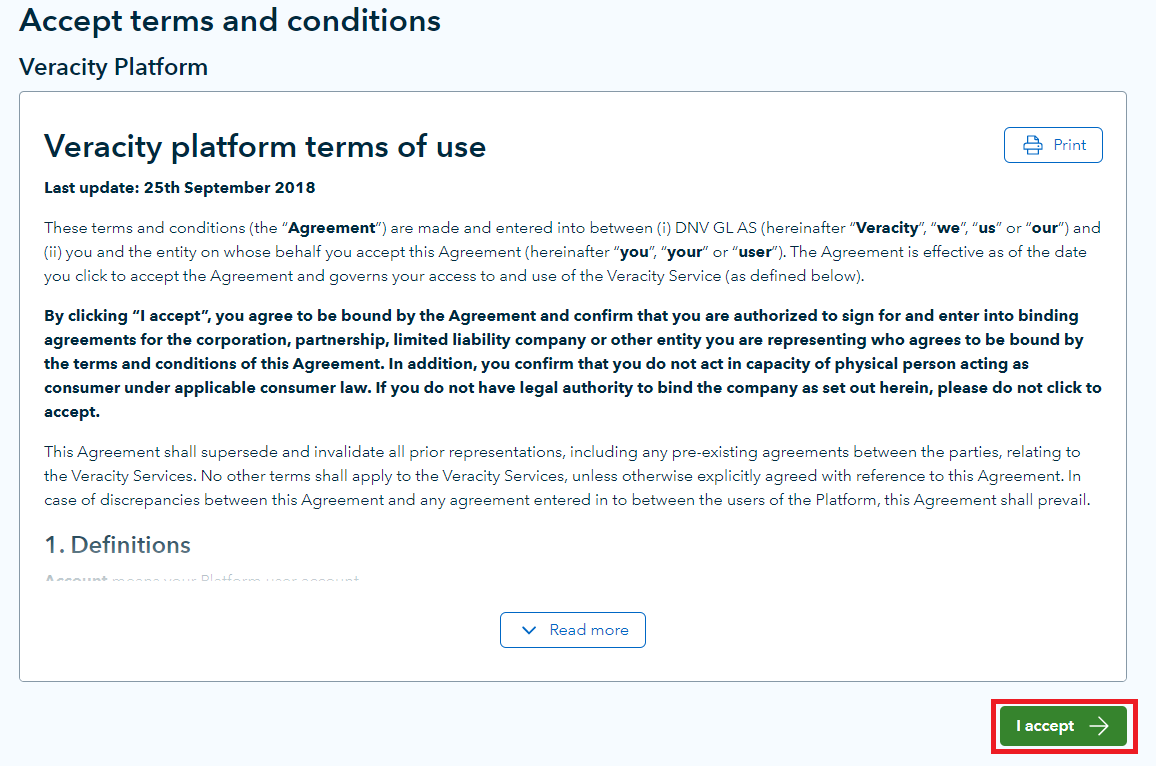 Accept terms and conditions
Veracity Platform
Veracity platform terms of use
Print
Last update: 25th September 2018
These terms and conditions (the “Agreement”) are made and entered into between (i) DNV GL AS (hereinafter “Veracity”, “we”, “us” or “our”) and
(ii) you and the entity on whose behalf you accept this Agreement (hereinafter “you”, “your” or “user”). The Agreement is effective as of the date
you click to accept the Agreement and governs your access to and use of the Veracity Service (as defined below).
By clicking “I accept”, you agree to be bound by the Agreement and confirm that you are authorized to sign for and enter into binding
agreements for the corporation, partnership, limited liability company or other entity you are representing who agrees to be bound by
the terms and conditions of this Agreement. In addition, you confirm that you do not act in capacity of physical person acting as
consumer under applicable consumer law. If you do not have legal authority to bind the company as set out herein, please do not click to
accept.
This Agreement shall supersede and invalidate all prior representations, including any pre-existing agreements between the parties, relating to
the Veracity Services. No other terms shall apply to the Veracity Services, unless otherwise explicitly agreed with reference to this Agreement. In
case of discrepancies between this Agreement and any agreement entered in to between the users of the Platform, this Agreement shall prevail.
1. Definitions
Account means your Platform user account
Read more
I accept